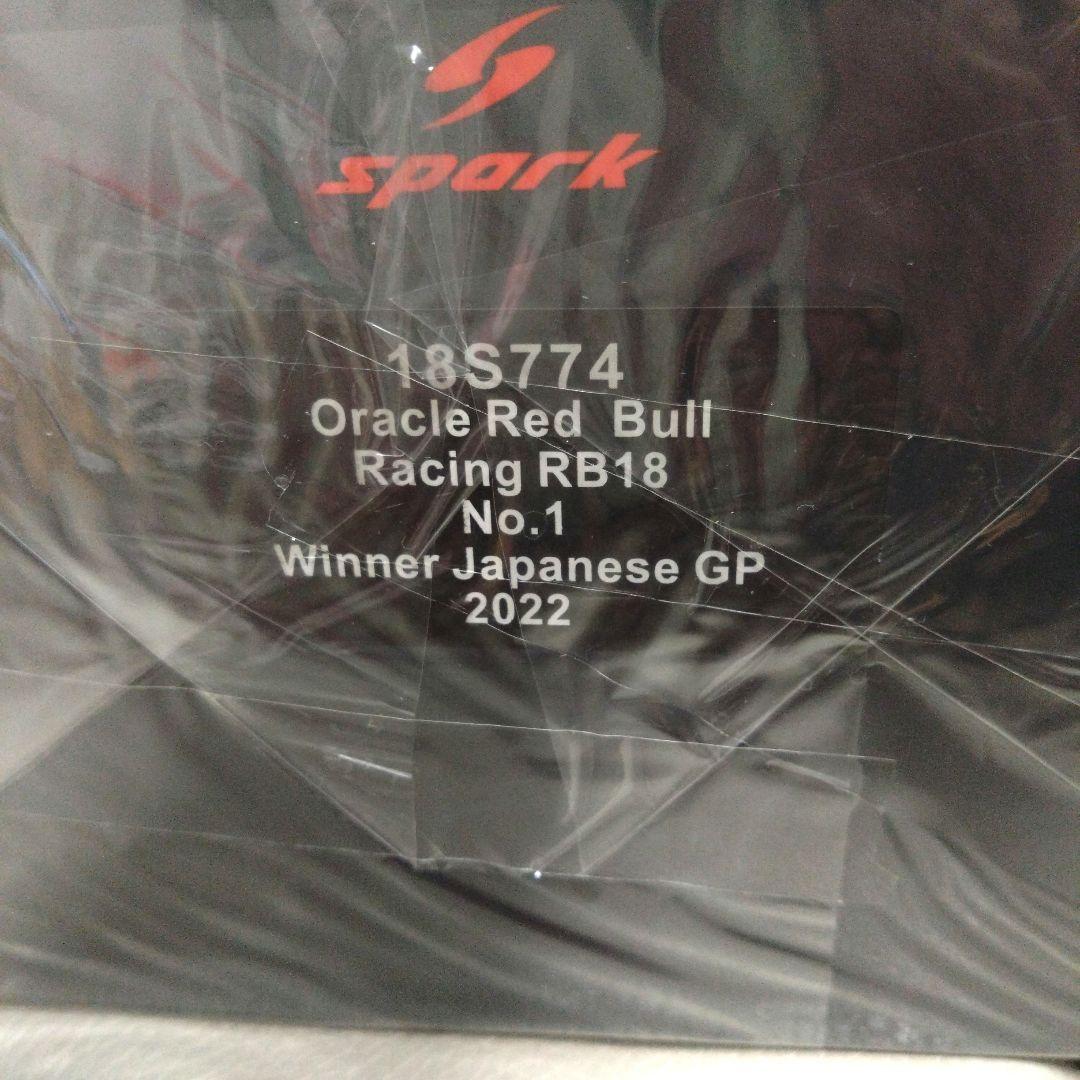 spark
18S774
Oracle Red Bull
Racing RB18
No.1
Winner Japanese GP
2022